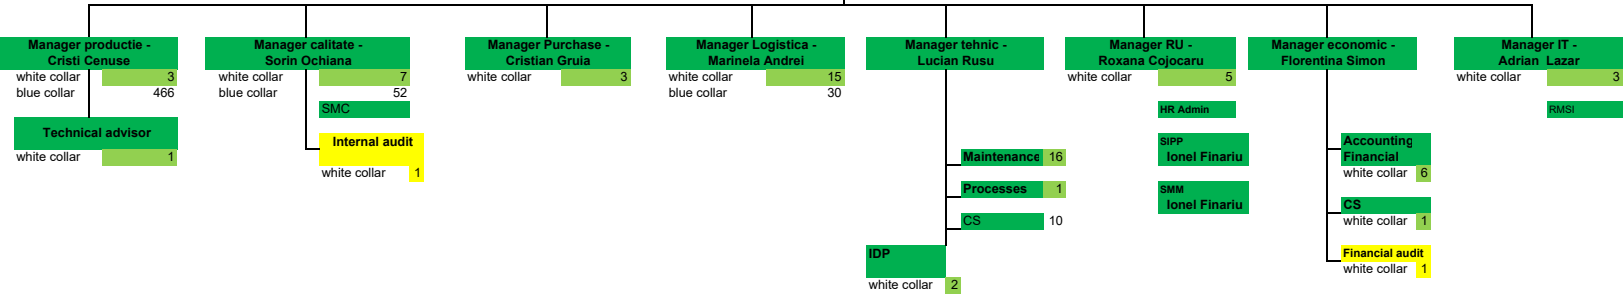 Manager productie -
Cristi Cenuse
white collar 3
blue collar 466
Technical advisor
white collar 1
Manager calitate -
Sorin Ochiana
white collar 7
blue collar 52
SMC
Internal audit
white collar 1
Manager Purchase -
Cristian Gruia
white collar 3
Manager Logistica -
Marinela Andrei
white collar 15
blue collar 30
Manager tehnic -
Lucian Rusu
Maintenance 16
Processes 1
CS 10
IDP
white collar 2
Manager RU -
Roxana Cojocaru
white collar 5
HR Admin
SIPP
Ionel Finariu
SMM
Ionel Finariu
Manager economic -
Florentina Simon
Accounting
Financial
white collar 6
CS
white collar 1
Financial audit
white collar 1
Manager IT -
Adrian Lazar
white collar 3
RMSI